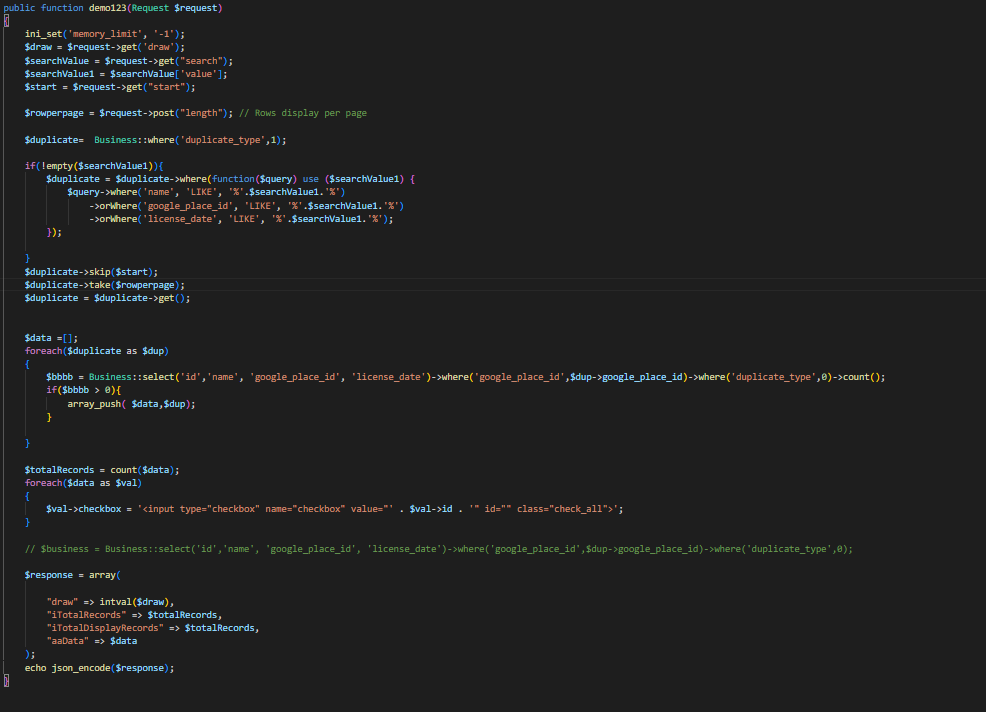 public function demo123(Request $request)
{
    ini_set('memory_limit', '-1');
    $draw = $request->get('draw');
    $searchValue = $request->get("search");
    $searchValue1 = $searchValue['value'];
    $start = $request->get("start");
    $rowperpage = $request->post("length"); // Rows display per page
    $duplicate=  Business::where('duplicate_type',1);
    if(!empty($searchValue1)){
        $duplicate = $duplicate->where(function($query) use ($searchValue1) {
            $query->where('name', 'LIKE', '%'.$searchValue1.'%')
                ->orWhere('google_place_id', 'LIKE', '%'.$searchValue1.'%')
                ->orWhere('license_date', 'LIKE', '%'.$searchValue1.'%');
        });
    }
    $duplicate->skip($start);
    $duplicate->take($rowperpage);
    $duplicate = $duplicate->get();
    $data =[];
    foreach($duplicate as $dup)
    {
        $bbbb = Business::select('id','name', 'google_place_id', 'license_date')->where('google_place_id',$dup->google_place_id)->where('duplicate_type',0)->count();
        if($bbbb > 0){
            array_push( $data,$dup);
        }
    }
    $totalRecords = count($data);
    foreach($data as $val)
    {
        $val->checkbox = '<input type="checkbox" name="checkbox" value="' . $val->id . '" id="" class="check_all">';
    }
    // $business = Business::select('id','name', 'google_place_id', 'license_date')->where('google_place_id',$dup->google_place_id)->where('duplicate_type',0);
    $response = array(
        "draw" => intval($draw),
        "iTotalRecords" => $totalRecords,
        "iTotalDisplayRecords" => $totalRecords,
        "aaData" => $data
    );
    echo json_encode($response);
}